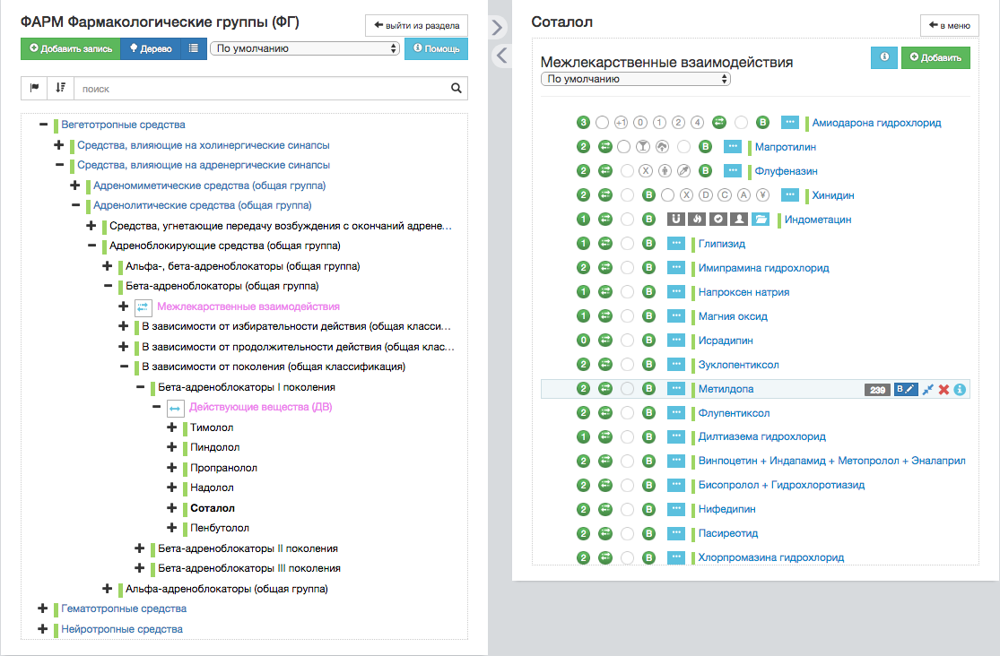 ФАРМ Фармакологические группы (ФГ)
выйти из раздела
Добавить запись
Дерево
По умолчанию
Помощь
поиск
Вегетотропные средства
Средства, влияющие на холинергические синапсы
Средства, влияющие на адренергические синапсы
Адреномиметические средства (общая группа)
Адренолитические средства (общая группа)
Средства, угнетающие передачу возбуждения с окончаний адрене...
Адреноблокирующие средства (общая группа)
Альфа-, бета-адреноблокаторы (общая группа)
Бета-адреноблокаторы (общая группа)
Межлекарственные взаимодействия
В зависимости от избирательности действия (общая класси...
В зависимости от продолжительности действия (общая клас...
В зависимости от поколения (общая классификация)
Бета-адреноблокаторы I поколения
Действующие вещества (ДВ)
Тимолол
Пиндолол
Пропранолол
Надолол
Соталол
Пенбутолол
Бета-адреноблокаторы II поколения
Бета-адреноблокаторы III поколения
Альфа-адреноблокаторы (общая группа)
Гематотропные средства
Нейротропные средства
Соталол
в меню
Межлекарственные взаимодействия
Добавить
По умолчанию
3 +1 0 1 2 4 B Амиодарона гидрохлорид
2 B Мапротилин
2 X B Флуфеназин
2 B X D C A ¥ Хинидин
1 B Индометацин
1 B Глипизид
2 B Имипрамина гидрохлорид
1 B Напроксен натрия
1 B Магния оксид
0 B Исрадипин
2 B Зуклопентиксол
2 B Метилдопа 239 B
2 B Флупентиксол
1 B Дилтиазема гидрохлорид
2 B Винпоцетин + Индапамид + Метопролол + Эналаприл
2 B Бисопролол + Гидрохлоротиазид
2 B Нифедипин
2 B Пасиреотид
2 B Хлорпромазина гидрохлорид